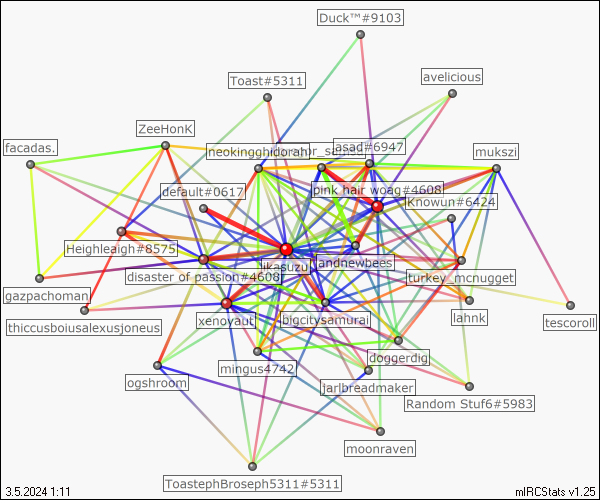 Duck™#9103
avelicious
Toast#5311
ZeeHonK
facadas.
neokingghidorah
asad#6947
mukszi
default#0617
pink hair woag#4608
Knowun#6424
Heighleaigh#8575
likasuzu
andnewbees
disaster of passion#4608
turkey_mcnugget
gazpachoman
thiccusboiusalexusjoneus
xenoyaut
bigcitysamurai
lahnk
tescoroll
doggerdig
mingus4742
ogshroom
jarlbreadmaker
Random Stuf6#5983
moonraven
ToastephBroseph5311#5311
3.5.2024 1:11
mIRCStats v1.25